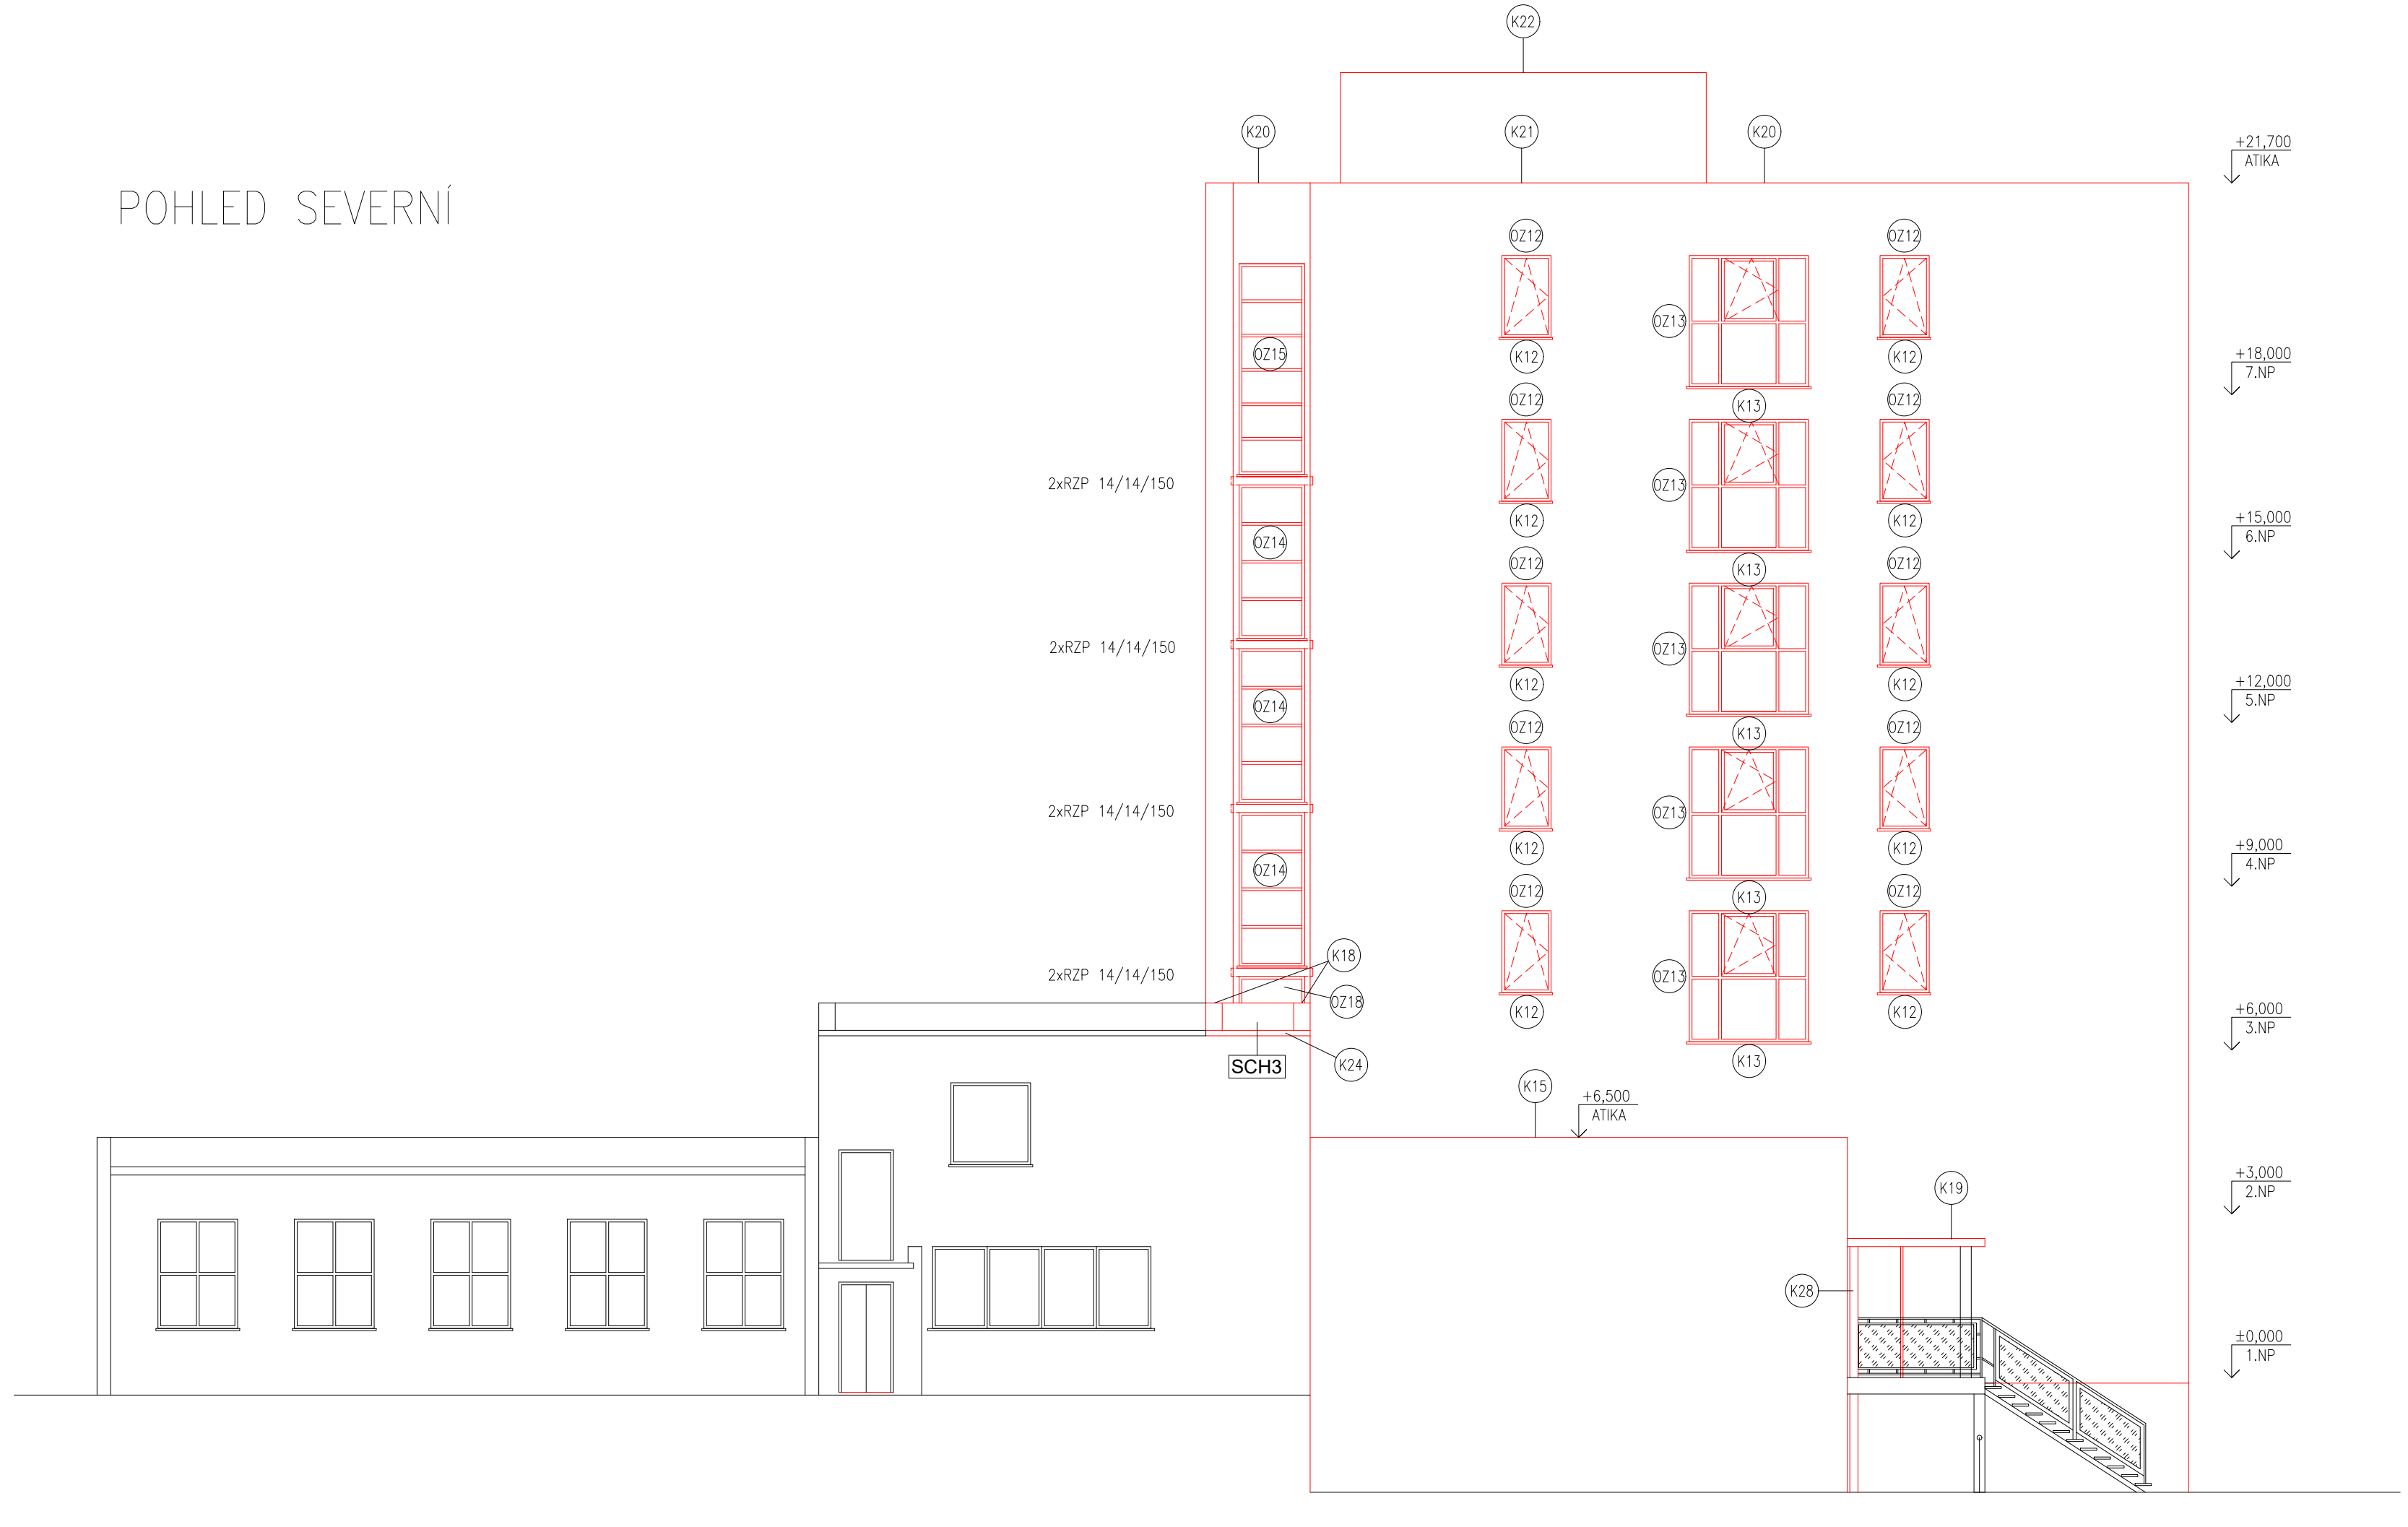 K22
K20
K21
K20
+21,700
ATIKA
POHLED SEVERNÍ
OZ12
OZ12
OZ13
OZ15
K12
K12
+18,000
7.NP
OZ12
K13
OZ12
2xRZP 14/14/150
OZ13
K12
K12
+15,000
6.NP
OZ14
OZ12
K13
OZ12
2xRZP 14/14/150
OZ13
K12
K12
+12,000
5.NP
OZ14
OZ12
K13
OZ12
2xRZP 14/14/150
OZ13
K12
K12
+9,000
4.NP
OZ14
OZ12
K13
OZ12
2xRZP 14/14/150
K18
OZ13
OZ18
K12
K12
+6,000
3.NP
SCH3
K24
K13
K15
+6,500
ATIKA
+3,000
2.NP
K19
K28
±0,000
1.NP